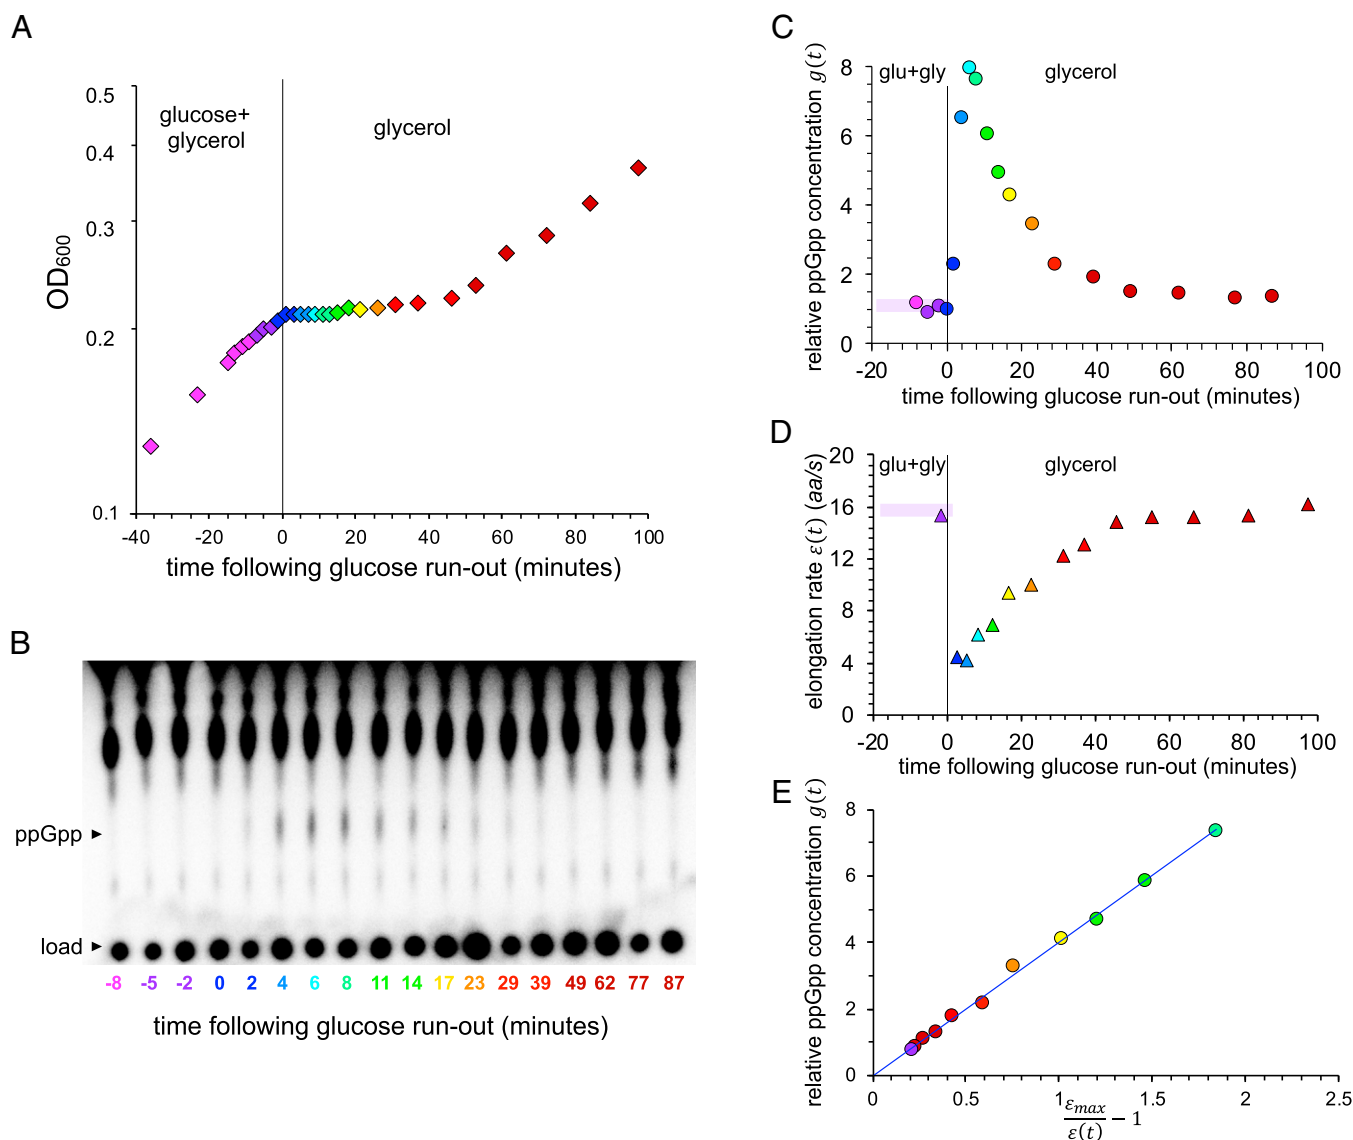 A
0.5
0.4
0.3
0.2
0.1
OD600
glucose+
glycerol
glycerol
-40 -20 0 20 40 60 80 100
time following glucose run-out (minutes)
B
ppGpp
load
-8 -5 -2 0 2 4 6 8 11 14 17 23 29 39 49 62 77 87
time following glucose run-out (minutes)
C
relative ppGpp concentration g(t)
8
6
4
2
0
glu+gly
glycerol
-20 0 20 40 60 80 100
time following glucose run-out (minutes)
D
elongation rate ε(t) (aa/s)
20
16
12
8
4
0
glu+gly
glycerol
-20 0 20 40 60 80 100
time following glucose run-out (minutes)
E
relative ppGpp concentration g(t)
8
6
4
2
0
0 0.5 1 1.5 2 2.5
εmax/ε(t) − 1